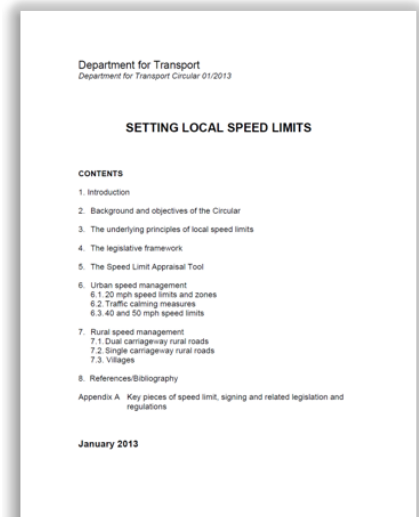 Department for Transport
Department for Transport Circular 01/2013
SETTING LOCAL SPEED LIMITS
CONTENTS
1. Introduction
2. Background and objectives of the Circular
3. The underlying principles of local speed limits
4. The legislative framework
5. The Speed Limit Appraisal Tool
6. Urban speed management
6.1. 20 mph speed limits and zones
6.2. Traffic calming measures
6.3. 40 and 50 mph speed limits
7. Rural speed management
7.1. Dual carriageway rural roads
7.2. Single carriageway rural roads
7.3. Villages
8. References/Bibliography
Appendix A Key pieces of speed limit, signing and related legislation and
regulations
January 2013